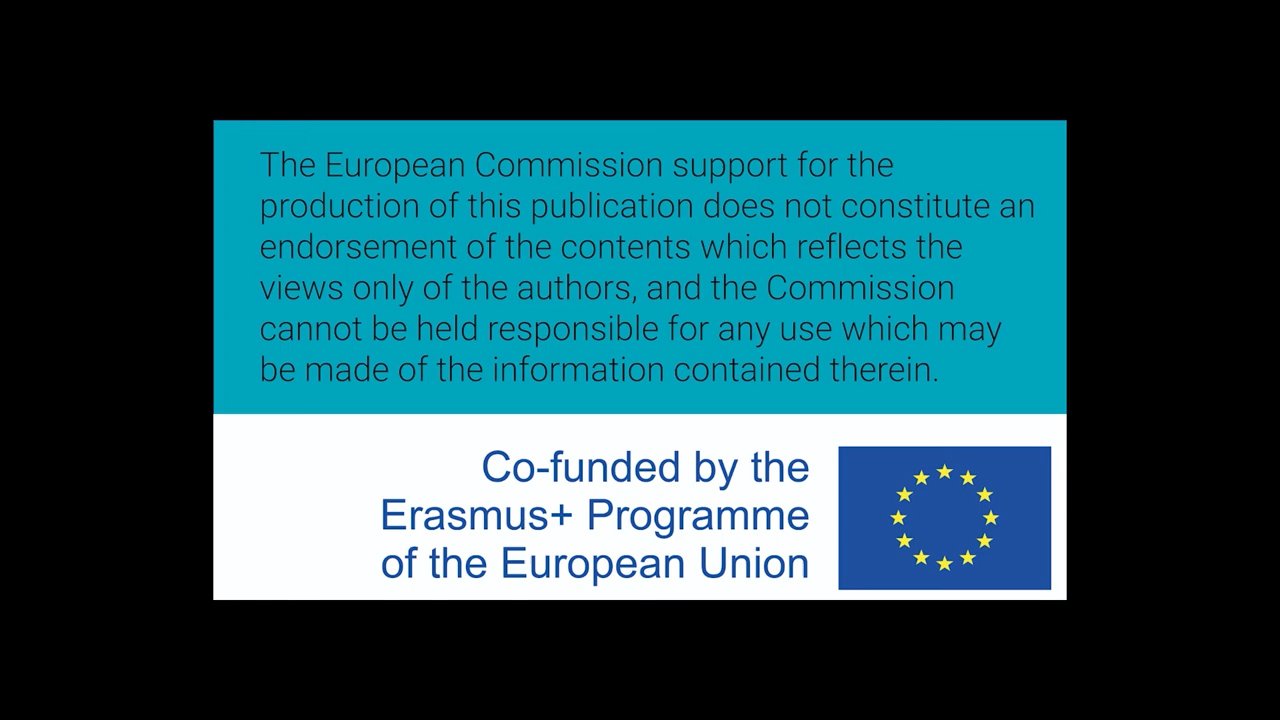 The European Commission support for the
production of this publication does not constitute an
endorsement of the contents which reflects the
views only of the authors, and the Commission
cannot be held responsible for any use which may
be made of the information contained therein.
Co-funded by the
Erasmus+ Programme
of the European Union